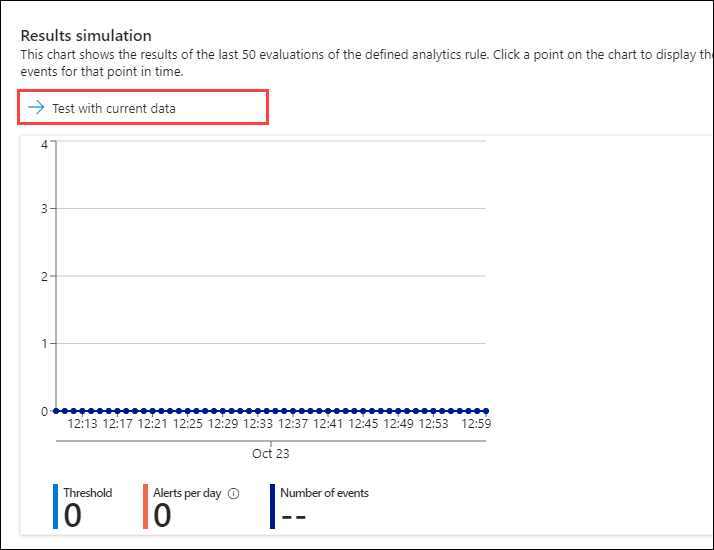 Results simulation
This chart shows the results of the last 50 evaluations of the defined analytics rule. Click a point on the chart to display the
events for that point in time.
Test with current data
4
3
2
1
0
12:13 12:17 12:21 12:25 12:29 12:33 12:37 12:41 12:45 12:49 12:53 12:59
Oct 23
Threshold Alerts per day Number of events
0 0 --